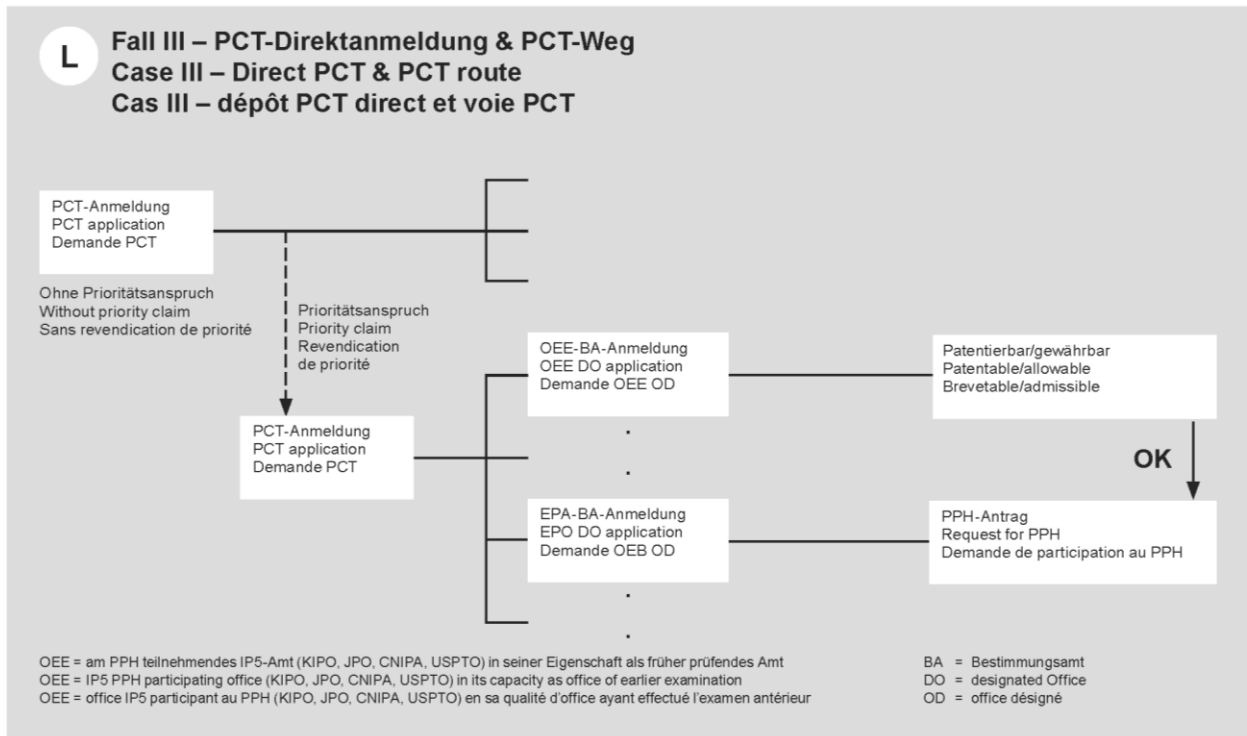 L
Fall III – PCT-Direktanmeldung & PCT-Weg
Case III – Direct PCT & PCT route
Cas III – dépôt PCT direct et voie PCT
PCT-Anmeldung
PCT application
Demande PCT
Ohne Prioritätsanspruch
Without priority claim
Sans revendication de priorité
Prioritätsanspruch
Priority claim
Revendication
de priorité
OEE-BA-Anmeldung
OEE DO application
Demande OEE OD
Patentierbar/gewährbar
Patentable/allowable
Brevetable/admissible
PCT-Anmeldung
PCT application
Demande PCT
OK
EPA-BA-Anmeldung
EPO DO application
Demande OEB OD
PPH-Antrag
Request for PPH
Demande de participation au PPH
OEE = am PPH teilnehmendes IP5-Amt (KIPO, JPO, CNIPA, USPTO) in seiner Eigenschaft als früher prüfendes Amt
OEE = IP5 PPH participating office (KIPO, JPO, CNIPA, USPTO) in its capacity as office of earlier examination
OEE = office IP5 participant au PPH (KIPO, JPO, CNIPA, USPTO) en sa qualité d'office ayant effectué l'examen antérieur
BA = Bestimmungsamt
DO = designated Office
OD = office désigné